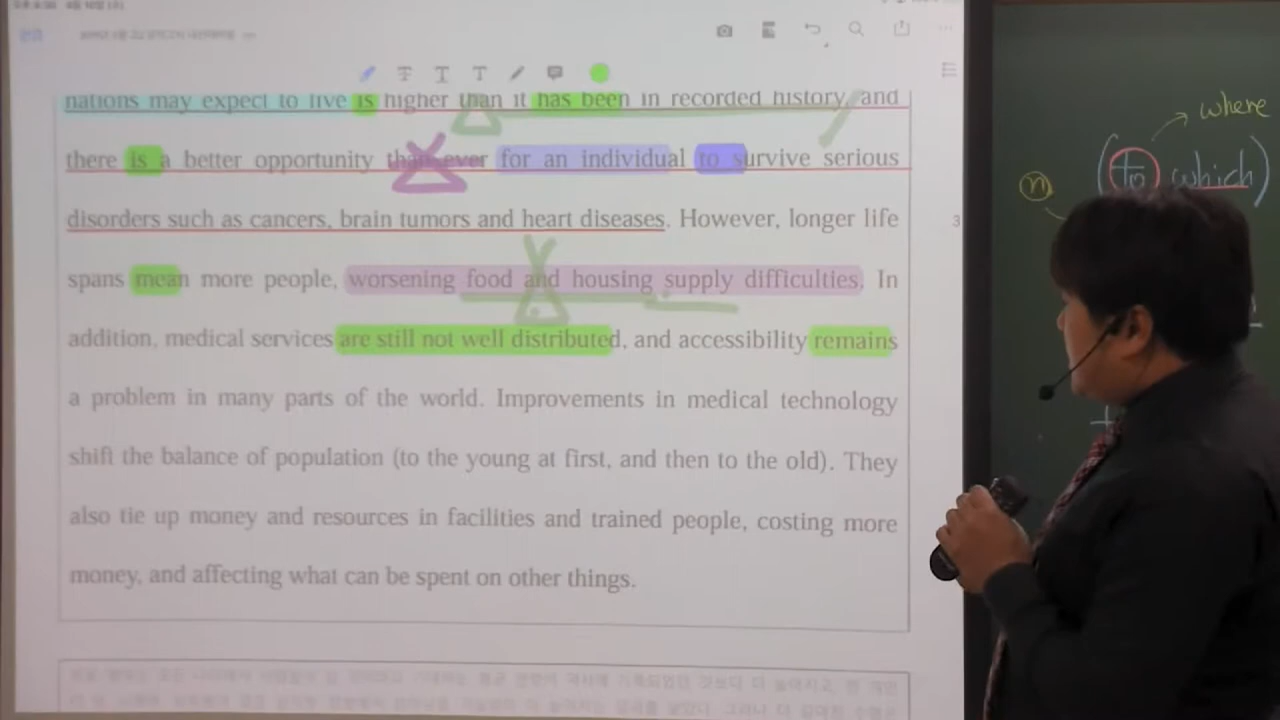 nations may expect to live is higher than it has been in recorded history, and
there is a better opportunity than ever for an individual to survive serious
disorders such as cancers, brain tumors and heart diseases. However, longer life
spans mean more people, worsening food and housing supply difficulties. In
addition, medical services are still not well distributed, and accessibility remains
a problem in many parts of the world. Improvements in medical technology
shift the balance of population (to the young at first, and then to the old). They
also tie up money and resources in facilities and trained people, costing more
money, and affecting what can be spent on other things.
3
where
(to which)
n